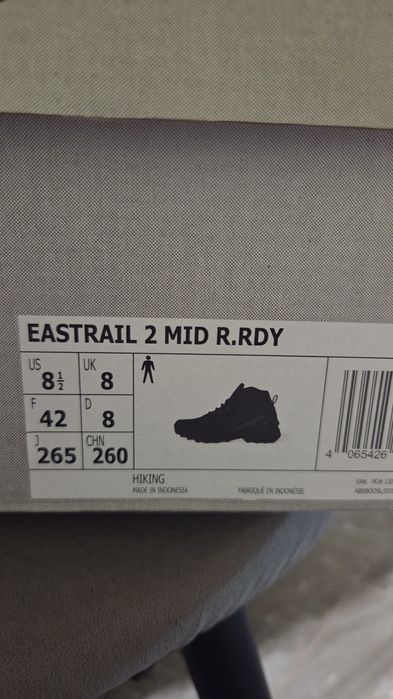 EASTRAIL 2 MID R.RDY
US 8½ UK 8
F 42 D 8
J 265 CHN 260
4 065426
HIKING
MADE IN INDONESIA FABRIQUÉ EN INDONÉSIE
EAN